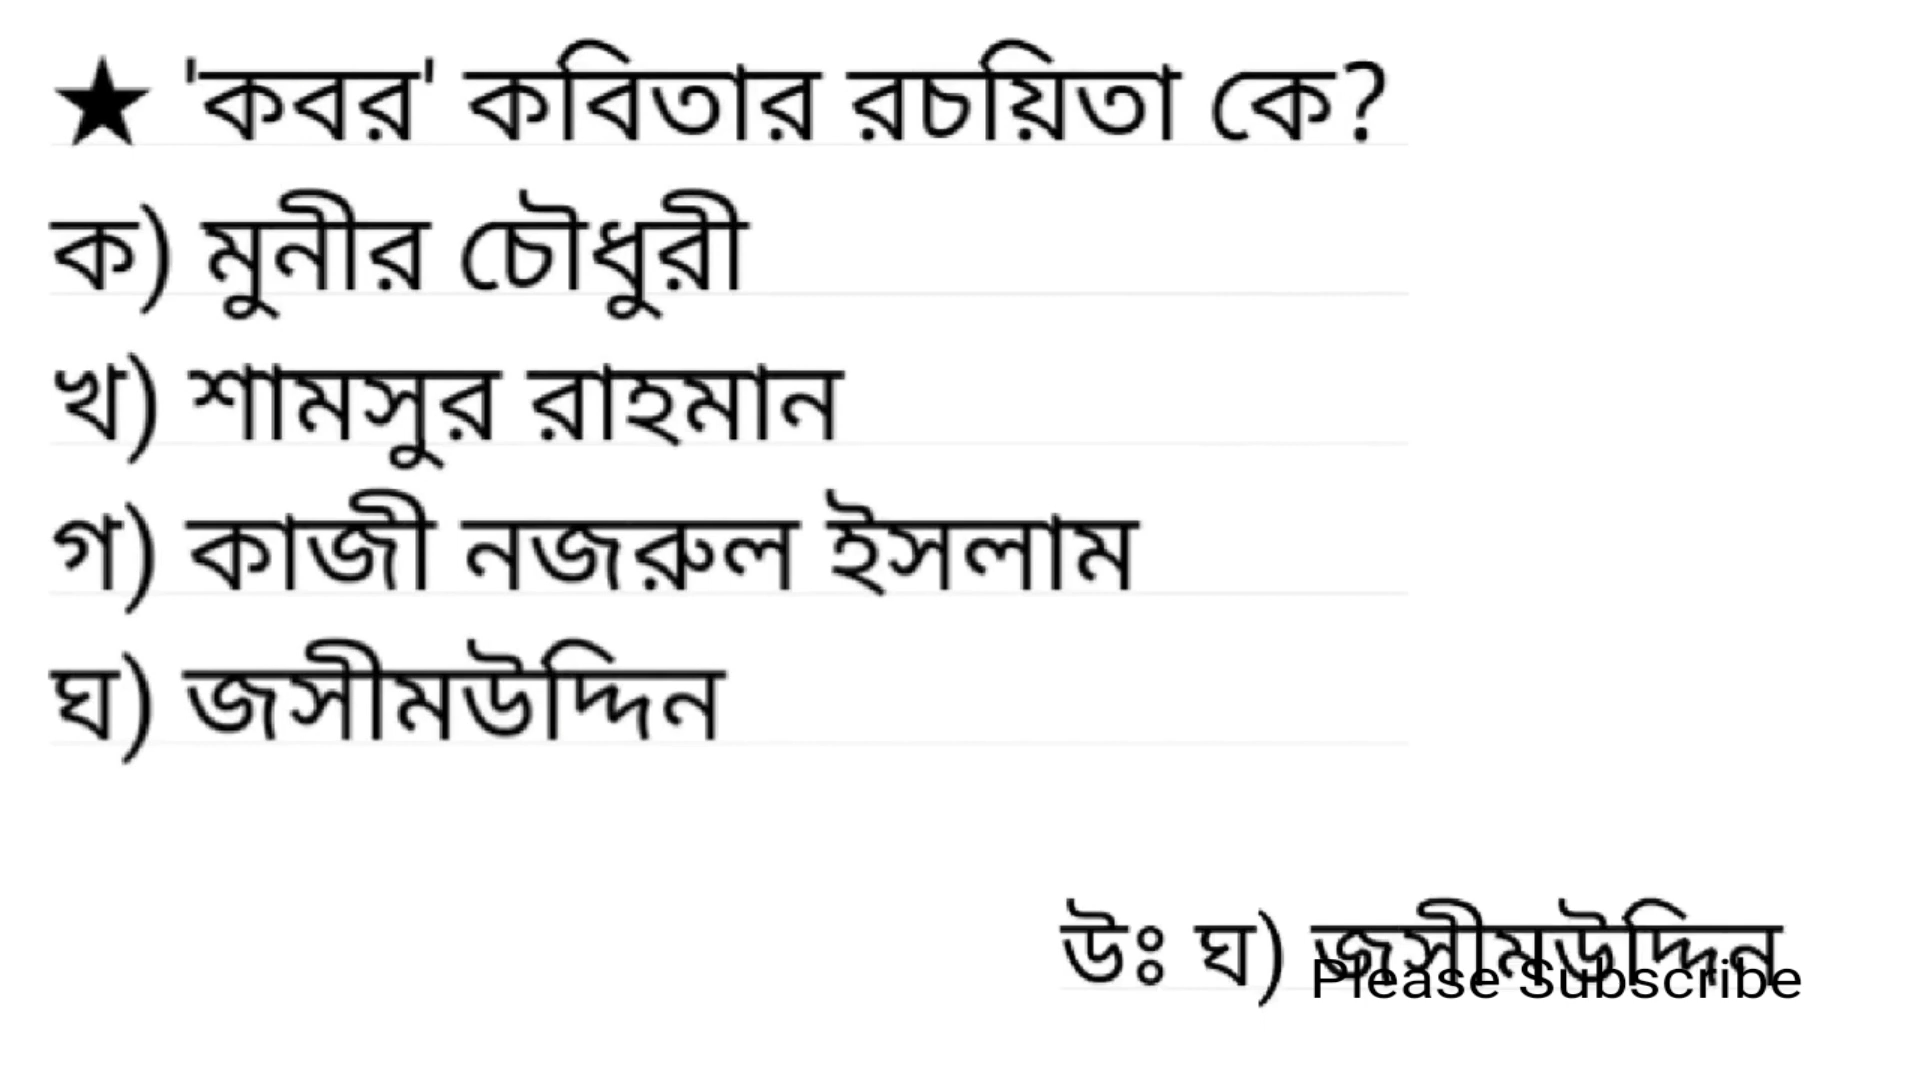 ★ 'কবর' কবিতার রচয়িতা কে?
ক) মুনীর চৌধুরী
খ) শামসুর রাহমান
গ) কাজী নজরুল ইসলাম
ঘ) জসীমউদ্দিন
উঃ ঘ) জসীমউদ্দিন
Please Subscribe